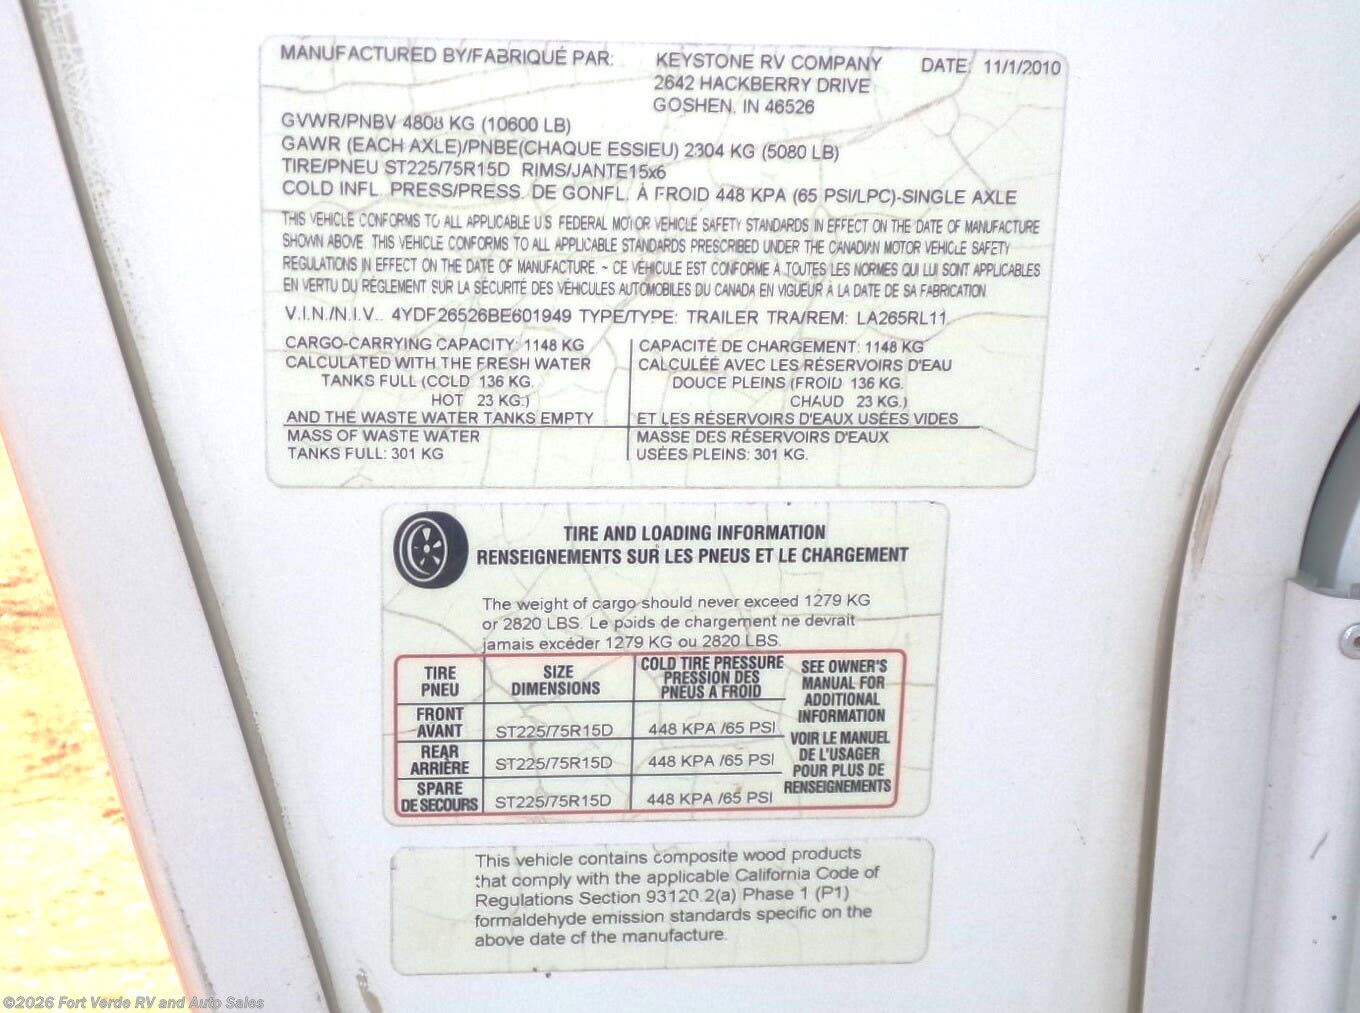 MANUFACTURED BY/FABRIQUÉ PAR: KEYSTONE RV COMPANY DATE: 11/1/2010
2642 HACKBERRY DRIVE
GOSHEN, IN 46526
GVWR/PNBV 4808 KG (10600 LB)
GAWR (EACH AXLE)/PNBE(CHAQUE ESSIEU) 2304 KG (5080 LB)
TIRE/PNEU ST225/75R15D RIMS/JANTE15x6
COLD INFL. PRESS/PRESS. DE GONFL. À FROID 448 KPA (65 PSI/LPC)-SINGLE AXLE
THIS VEHICLE CONFORMS TO ALL APPLICABLE U.S. FEDERAL MOTOR VEHICLE SAFETY STANDARDS IN EFFECT ON THE DATE OF MANUFACTURE
SHOWN ABOVE. THIS VEHICLE CONFORMS TO ALL APPLICABLE STANDARDS PRESCRIBED UNDER THE CANADIAN MOTOR VEHICLE SAFETY
REGULATIONS IN EFFECT ON THE DATE OF MANUFACTURE. ~ CE VÉHICULE EST CONFORME À TOUTES LES NORMES QUI LUI SONT APPLICABLES
EN VERTU DU RÈGLEMENT SUR LA SÉCURITÉ DES VÉHICULES AUTOMOBILES DU CANADA EN VIGUEUR À LA DATE DE SA FABRICATION
V.I.N./N.I.V.: 4YDF26526BE601949 TYPE/TYPE: TRAILER TRA/REM: LA265RL11
CARGO-CARRYING CAPACITY: 1148 KG
CALCULATED WITH THE FRESH WATER
TANKS FULL (COLD 136 KG.
HOT 23 KG.)
AND THE WASTE WATER TANKS EMPTY
MASS OF WASTE WATER
TANKS FULL: 301 KG
CAPACITÉ DE CHARGEMENT: 1148 KG
CALCULÉE AVEC LES RÉSERVOIRS D'EAU
DOUCE PLEINS (FROID 136 KG.
CHAUD 23 KG.)
ET LES RÉSERVOIRS D'EAUX USÉES VIDES
MASSE DES RÉSERVOIRS D'EAUX
USÉES PLEINS: 301 KG.
TIRE AND LOADING INFORMATION
RENSEIGNEMENTS SUR LES PNEUS ET LE CHARGEMENT
The weight of cargo should never exceed 1279 KG
or 2820 LBS. Le poids de chargement ne devrait
jamais excéder 1279 KG ou 2820 LBS.
TIRE
PNEU
SIZE
DIMENSIONS
COLD TIRE PRESSURE
PRESSION DES
PNEUS A FROID
FRONT
AVANT
ST225/75R15D
448 KPA /65 PSI
REAR
ARRIÈRE
ST225/75R15D
448 KPA /65 PSI
SPARE
DE SECOURS
ST225/75R15D
448 KPA /65 PSI
SEE OWNER'S
MANUAL FOR
ADDITIONAL
INFORMATION
VOIR LE MANUEL
DE L'USAGER
POUR PLUS DE
RENSEIGNEMENTS
This vehicle contains composite wood products
that comply with the applicable California Code of
Regulations Section 93120.2(a) Phase 1 (P1)
formaldehyde emission standards specific on the
above date of the manufacture.
©2026 Fort Verde RV and Auto Sales